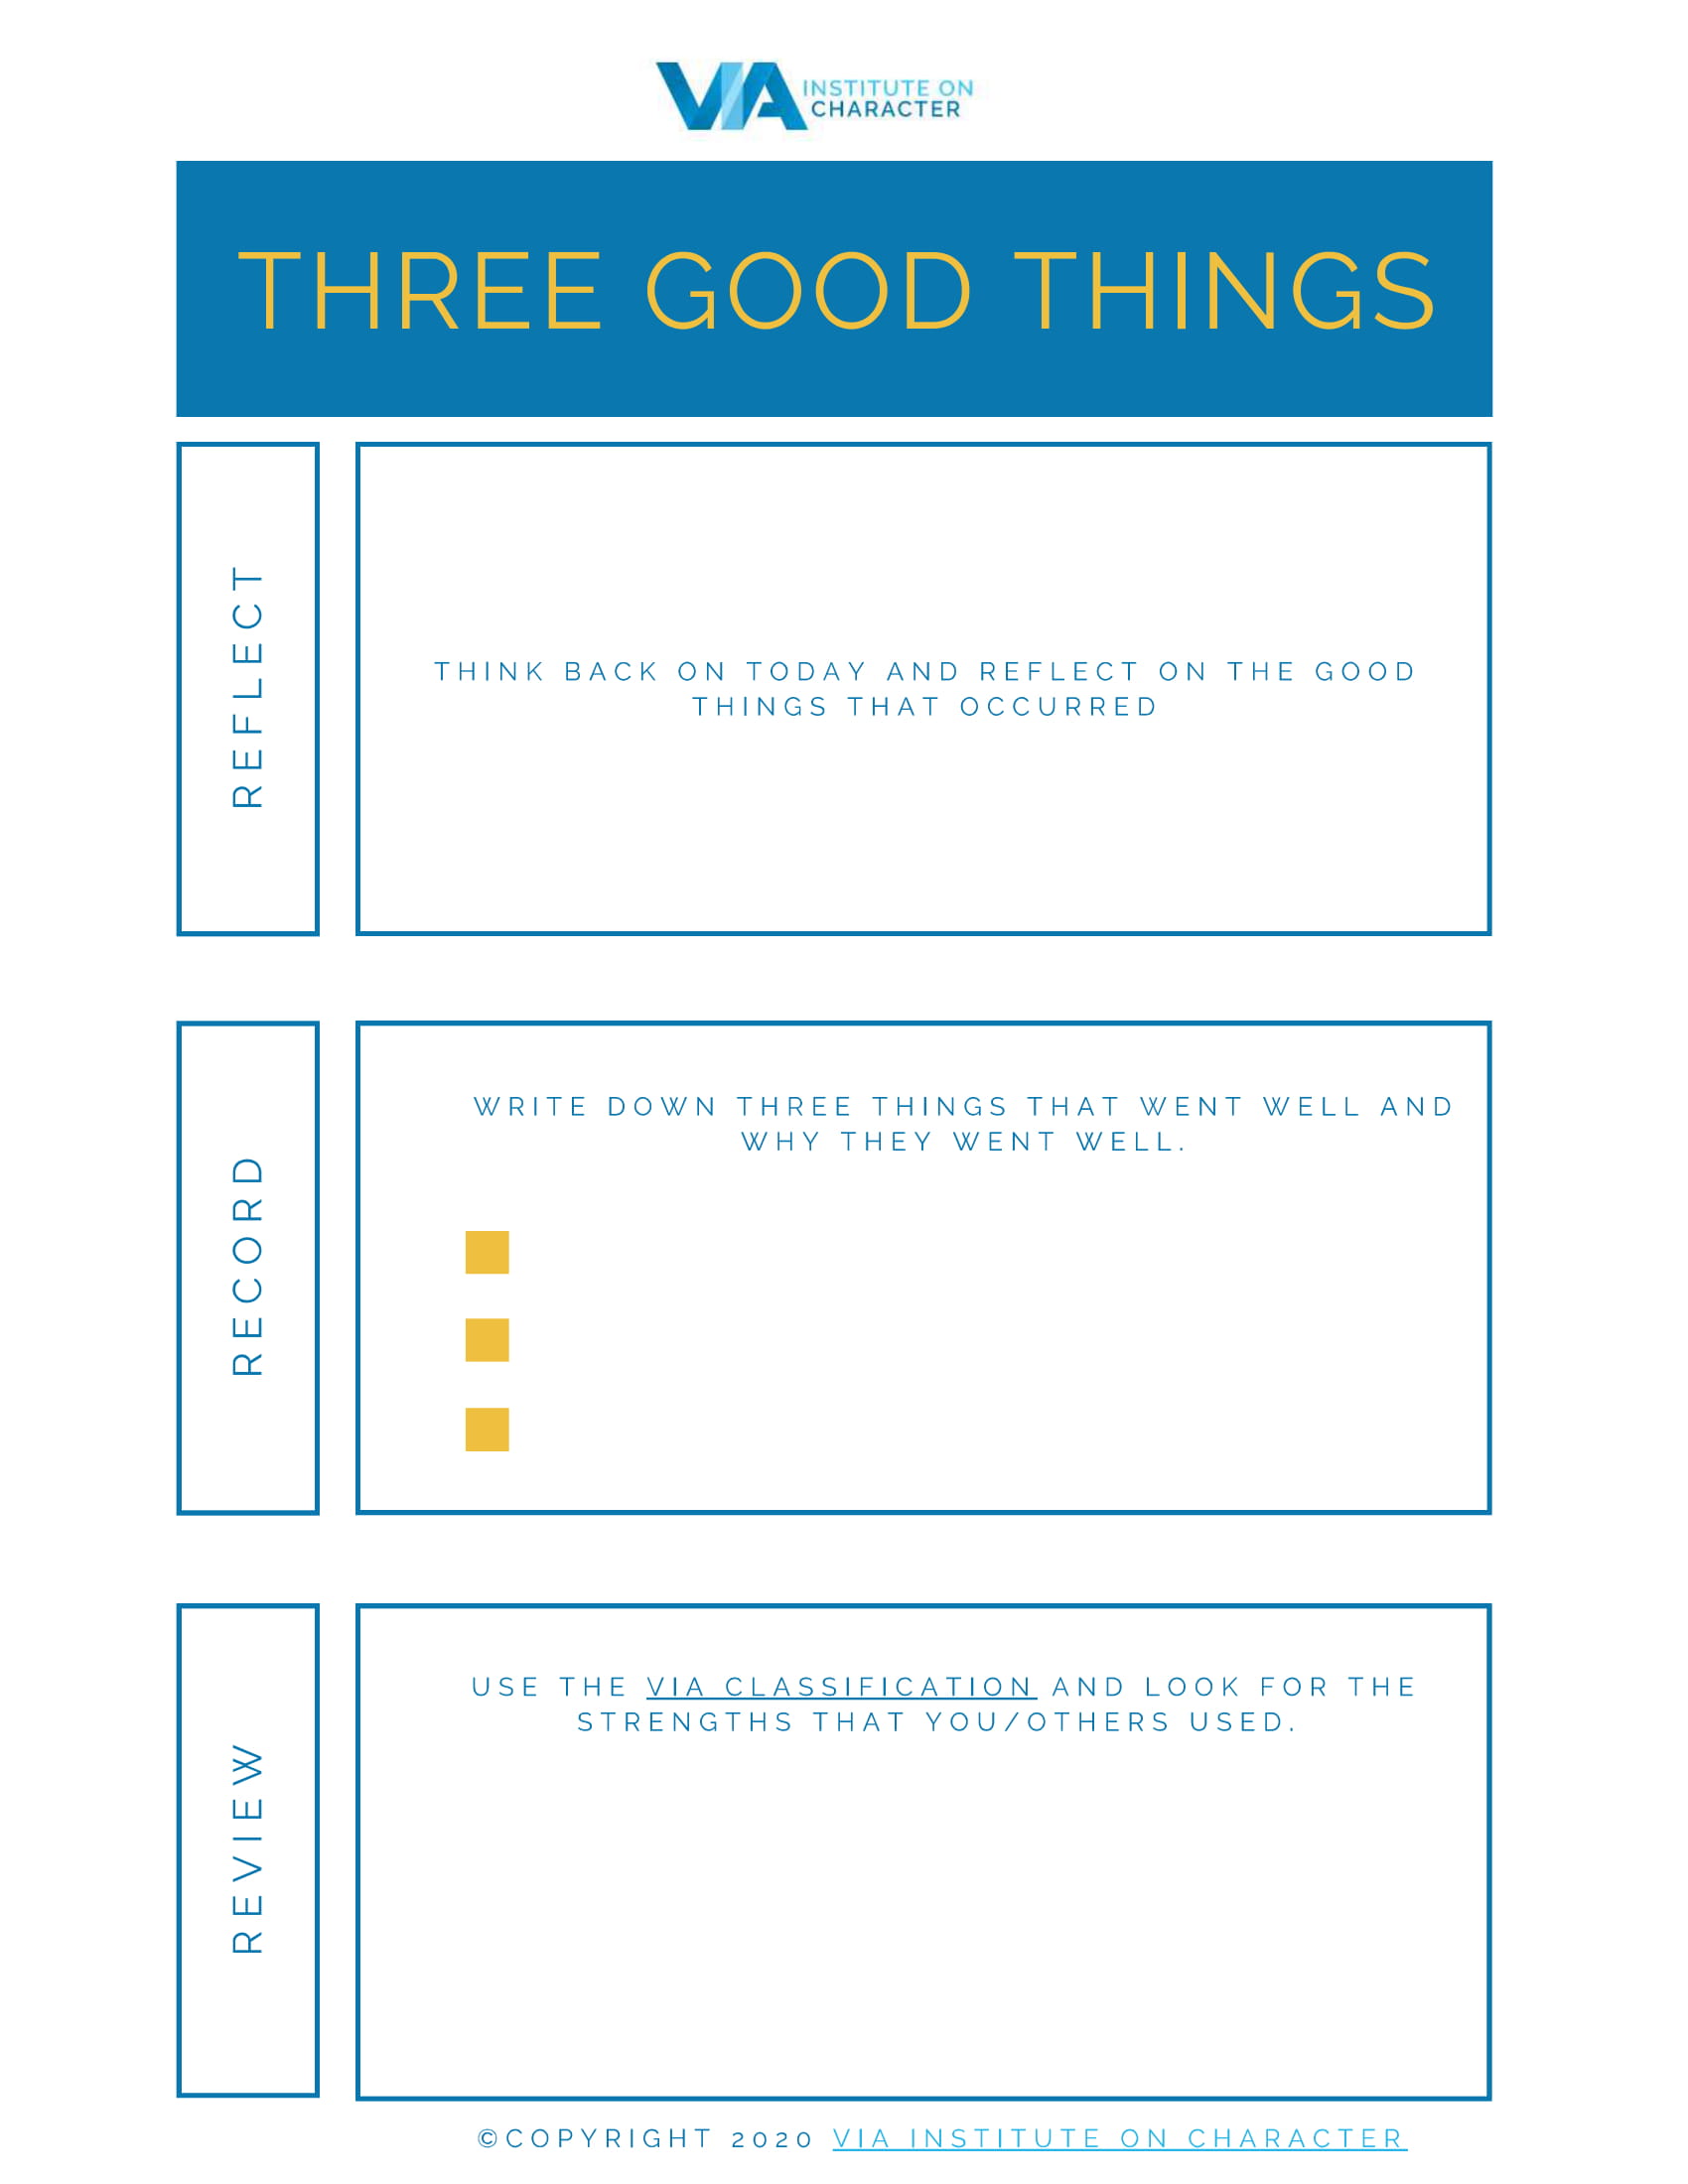 VIA INSTITUTE ON
CHARACTER
THREE GOOD THINGS
REFLECT
THINK BACK ON TODAY AND REFLECT ON THE GOOD
THINGS THAT OCCURRED
RECORD
WRITE DOWN THREE THINGS THAT WENT WELL AND
WHY THEY WENT WELL.
REVIEW
USE THE VIA CLASSIFICATION AND LOOK FOR THE
STRENGTHS THAT YOU/OTHERS USED.
©COPYRIGHT 2020 VIA INSTITUTE ON CHARACTER